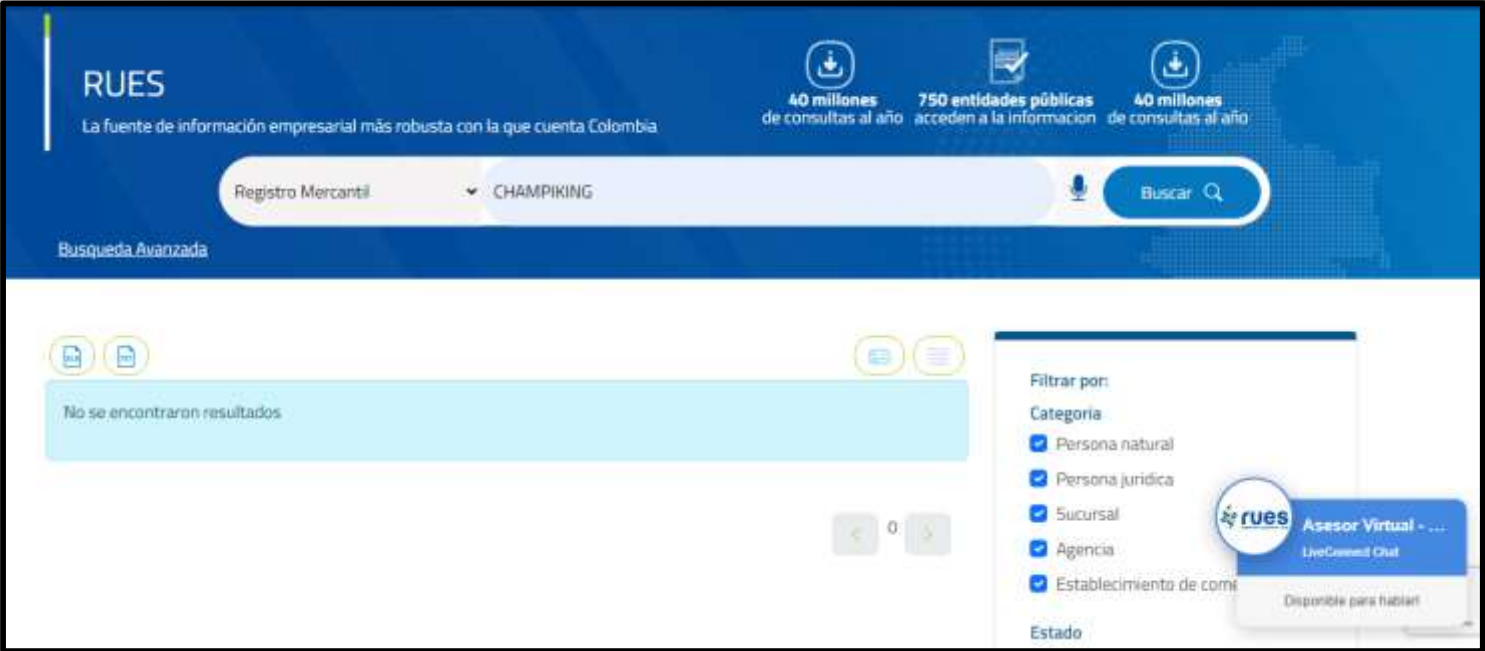 RUES
La fuente de información empresarial más robusta con la que cuenta Colombia
40 millones
de consultas al año
750 entidades públicas
acceden a la informacion
40 millones
de consultas al año
Registro Mercantil
CHAMPIKING
Buscar
Busqueda Avanzada
No se encontraron resultados
0
Filtrar por:
Categoria
Persona natural
Persona juridica
Sucursal
Agencia
Establecimiento de come
Estado
rues
Asesor Virtual - ...
LiveConnect Chat
Disponible para hablar!